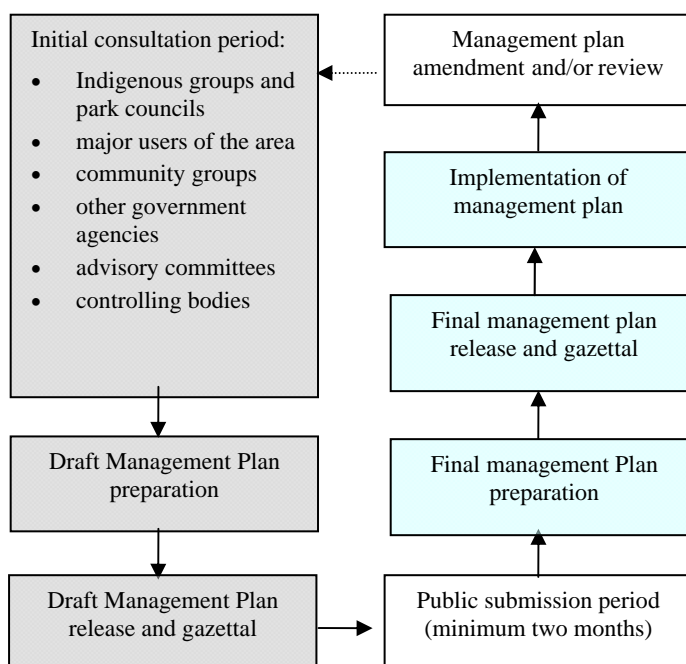 Initial consultation period:
• Indigenous groups and
park councils
• major users of the area
• community groups
• other government
agencies
• advisory committees
• controlling bodies
Draft Management Plan
preparation
Draft Management Plan
release and gazettal
Public submission period
(minimum two months)
Final management Plan
preparation
Final management plan
release and gazettal
Implementation of
management plan
Management plan
amendment and/or review